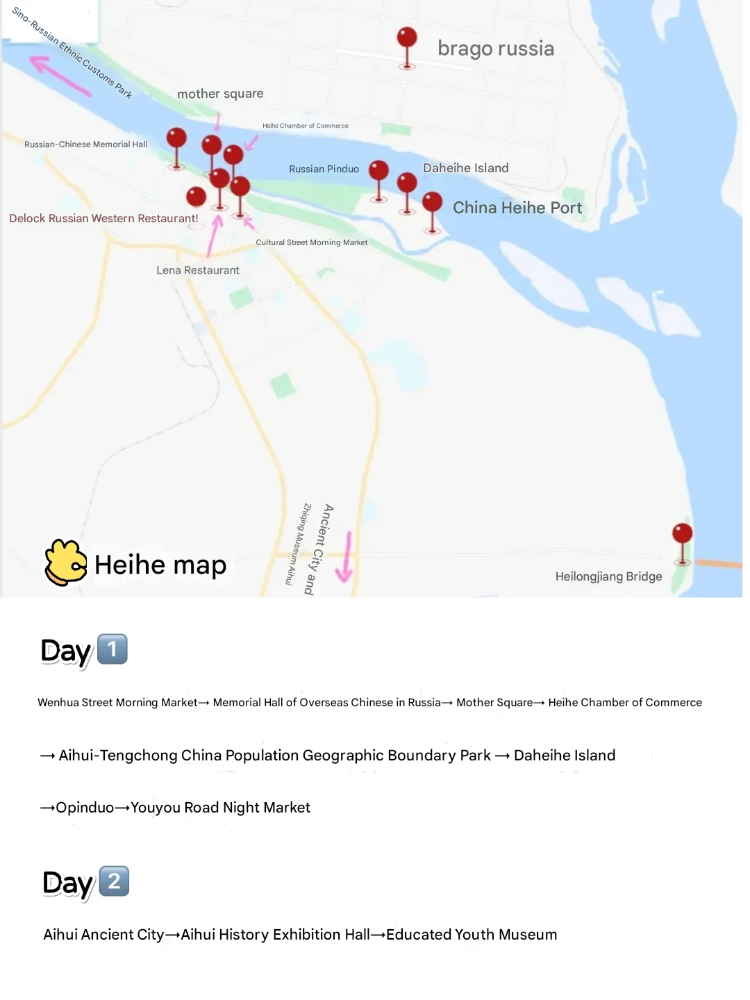 Sino-Russian Ethnic Customs Park
brago russia
mother square
Heihe Chamber of Commerce
Russian-Chinese Memorial Hall
Russian Pinduo
Daheihe Island
China Heihe Port
Delock Russian Western Restaurant!
Cultural Street Morning Market
Lena Restaurant
Ancient City and
Zhiqing Museum Aihui
Heihe map
Heilongjiang Bridge
Day 1
Wenhua Street Morning Market→ Memorial Hall of Overseas Chinese in Russia→ Mother Square→ Heihe Chamber of Commerce
→ Aihui-Tengchong China Population Geographic Boundary Park → Daheihe Island
→Opinduo→Youyou Road Night Market
Day 2
Aihui Ancient City→Aihui History Exhibition Hall→Educated Youth Museum